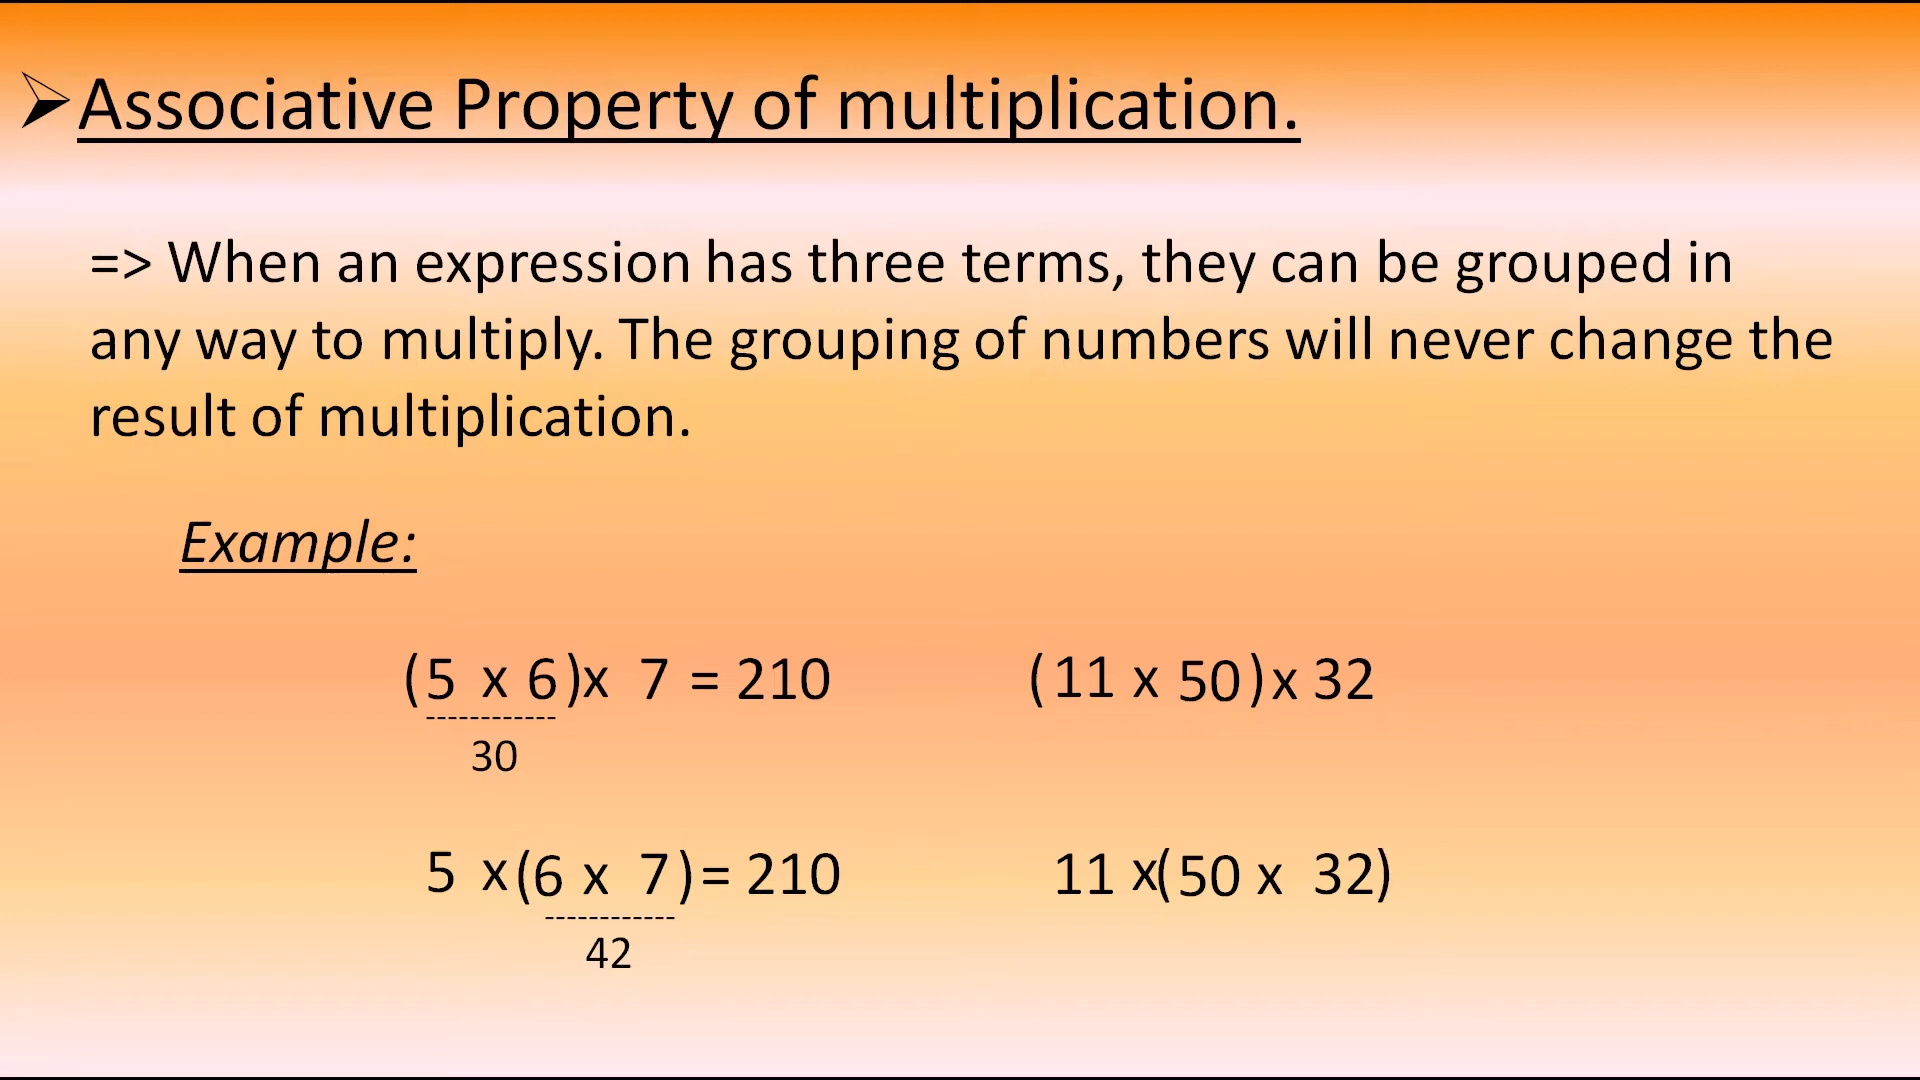 ➢Associative Property of multiplication.
=> When an expression has three terms, they can be grouped in
any way to multiply. The grouping of numbers will never change the
result of multiplication.
Example:
(5 x 6)x 7 = 210
------------
30
5 x(6 x 7)= 210
------------
42
(11 x 50)x 32
11 x(50 x 32)